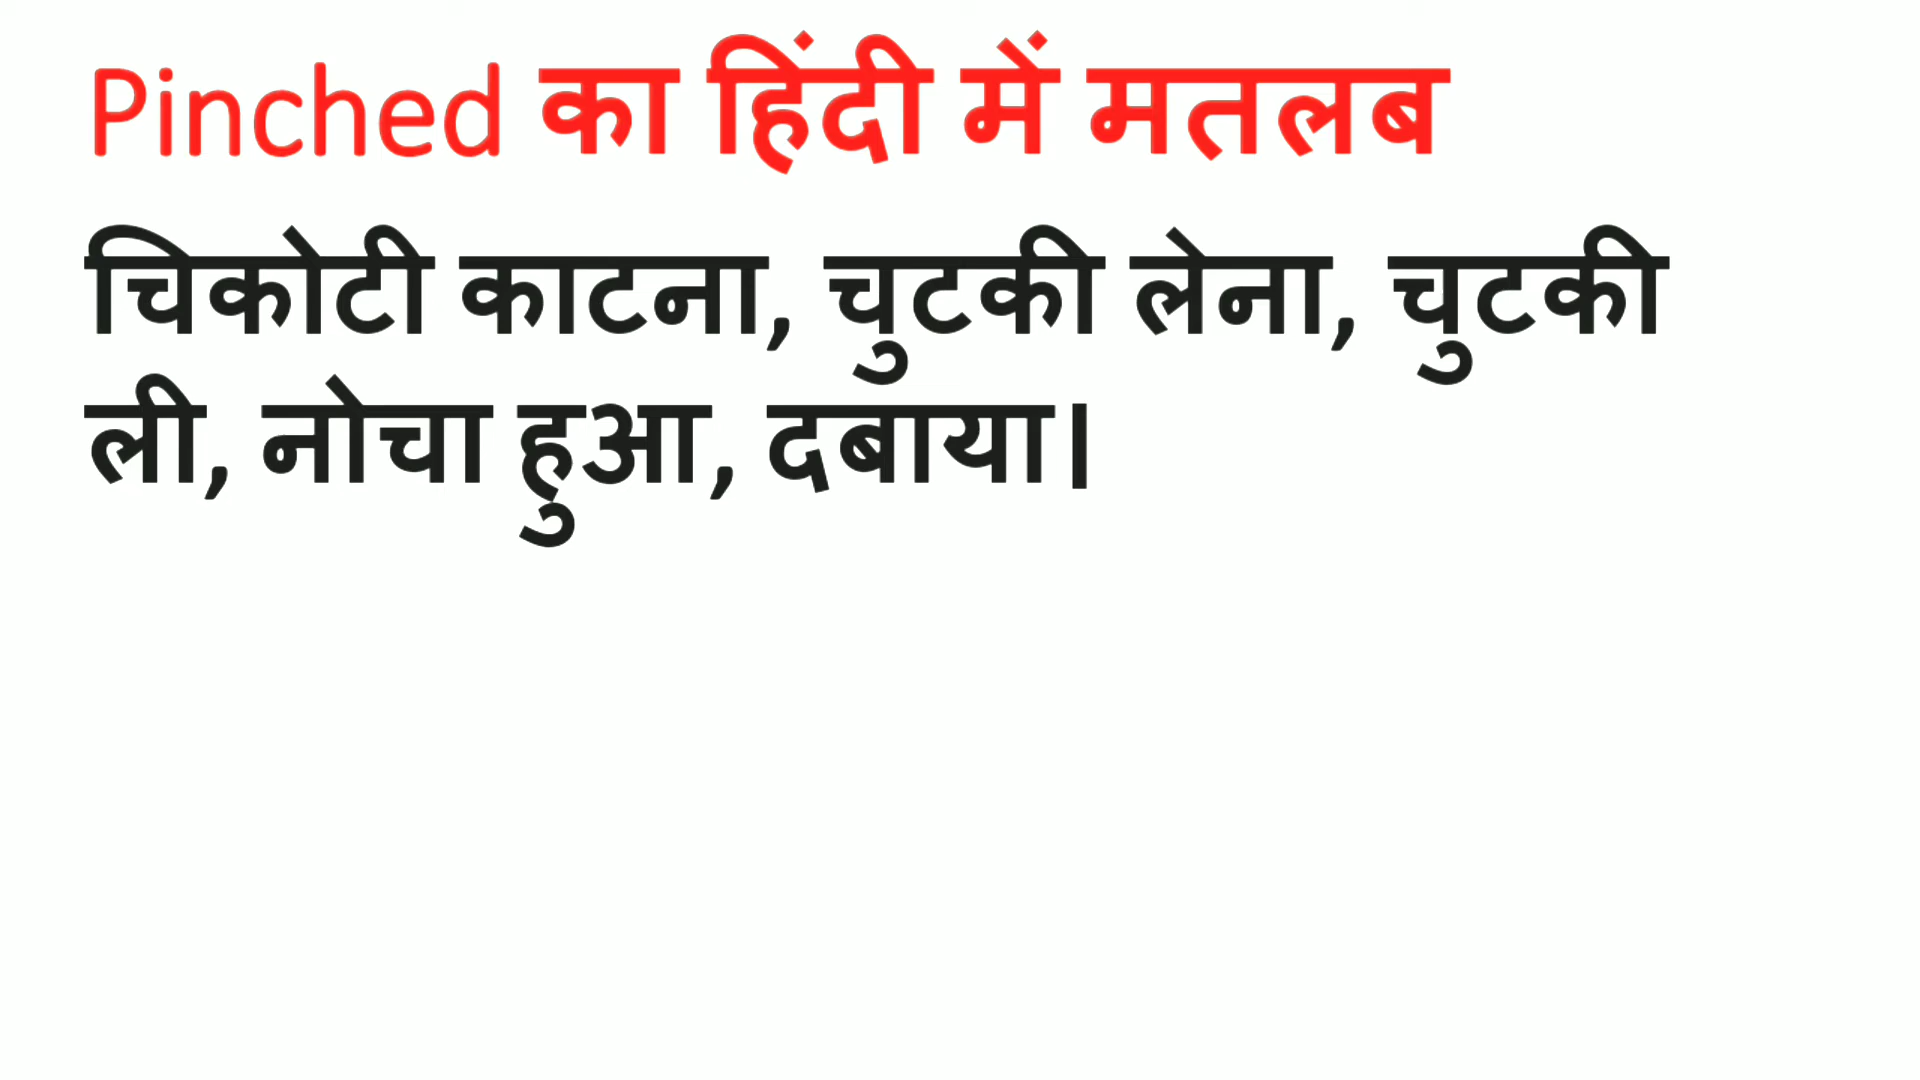 Pinched का हिंदी में मतलब
चिकोटी काटना, चुटकी लेना, चुटकी
ली, नोचा हुआ, दबाया।